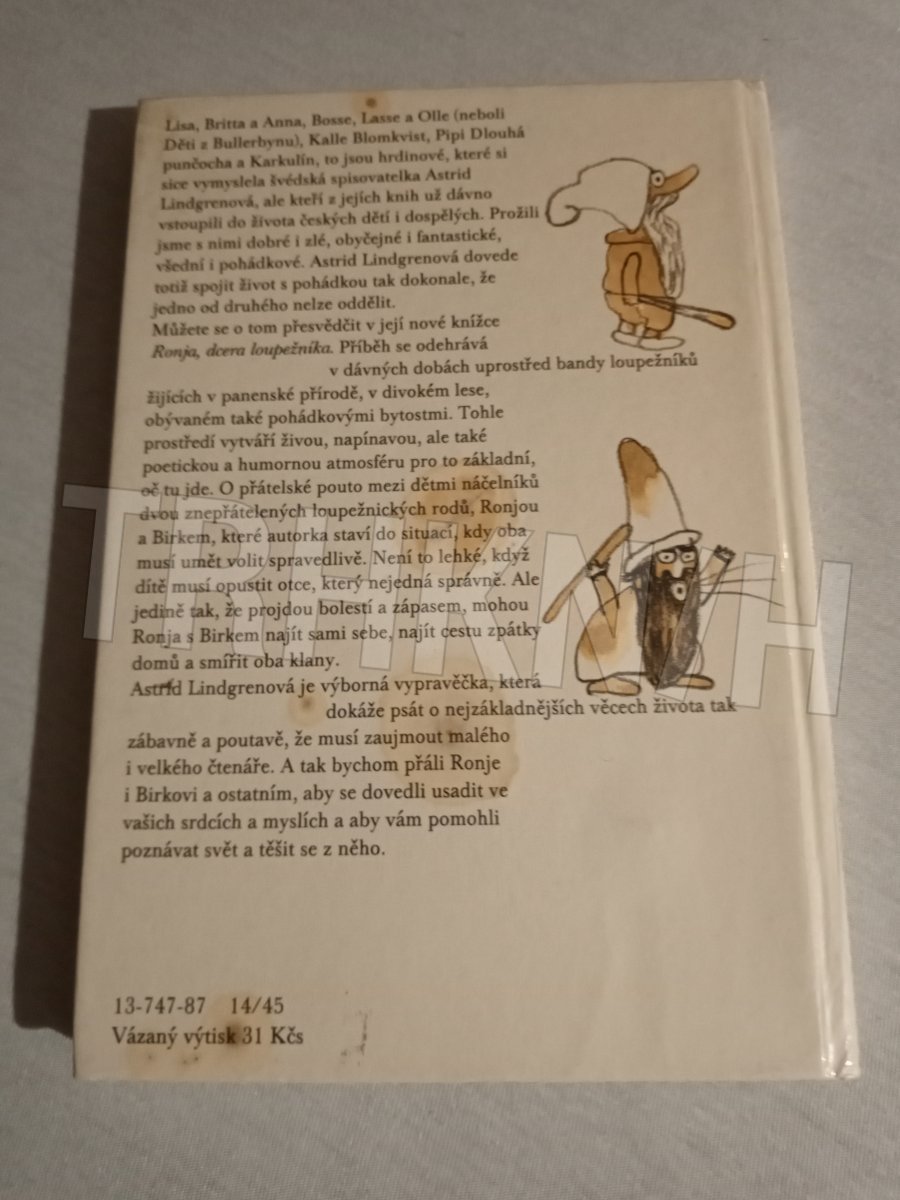 Lisa, Britta a Anna, Bosse, Lasse a Olle (neboli
Děti z Bullerbynu), Kalle Blomkvist, Pipi Dlouhá
punčocha a Karkulín, to jsou hrdinové, které si
sice vymyslela švédská spisovatelka Astrid
Lindgrenová, ale kteří z jejích knih už dávno
vstoupili do života českých dětí i dospělých. Prožili
jsme s nimi dobré i zlé, obyčejné i fantastické,
všední i pohádkové. Astrid Lindgrenová dovede
totiž spojit život s pohádkou tak dokonale, že
jedno od druhého nelze oddělit.
Můžete se o tom přesvědčit v její nové knížce
Ronja, dcera loupežníka. Příběh se odehrává
v dávných dobách uprostřed bandy loupežníků
žijících v panenské přírodě, v divokém lese,
obývaném také pohádkovými bytostmi. Tohle
prostředí vytváří živou, napínavou, ale také
poetickou a humornou atmosféru pro to základní,
oč tu jde. O přátelské pouto mezi dětmi náčelníků
dvou znepřátelených loupežnických rodů, Ronjou
a Birkem, které autorka staví do situací, kdy oba
musí umět volit spravedlivě. Není to lehké, když
dítě musí opustit otce, který nejedná správně. Ale
jedině tak, že projdou bolestí a zápasem, mohou
Ronja s Birkem najít sami sebe, najít cestu zpátky
domů a smířit oba klany.
Astrid Lindgrenová je výborná vypravěčka, která
dokáže psát o nejzákladnějších věcech života tak
zábavně a poutavě, že musí zaujmout malého
i velkého čtenáře. A tak bychom přáli Ronje
i Birkovi a ostatním, aby se dovedli usadit ve
vašich srdcích a myslích a aby vám pomohli
poznávat svět a těšit se z něho.
13-747-87 14/45
Vázaný výtisk 31 Kčs
TRHKNIH